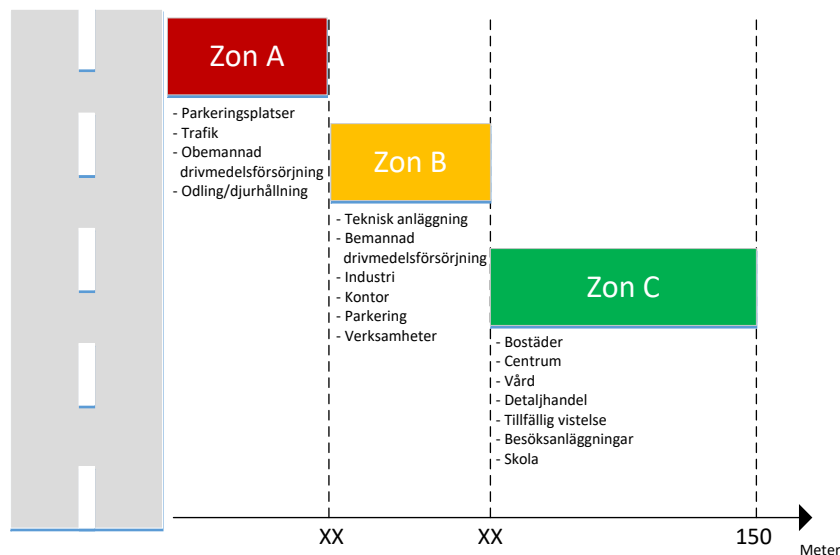 Zon A
- Parkeringsplatser
- Trafik
- Obemannad
drivmedelsförsörjning
- Odling/djurhållning
Zon B
- Teknisk anläggning
- Bemannad
drivmedelsförsörjning
- Industri
- Kontor
- Parkering
- Verksamheter
Zon C
- Bostäder
- Centrum
- Vård
- Detaljhandel
- Tillfällig vistelse
- Besöksanläggningar
- Skola
XX XX 150
Meter